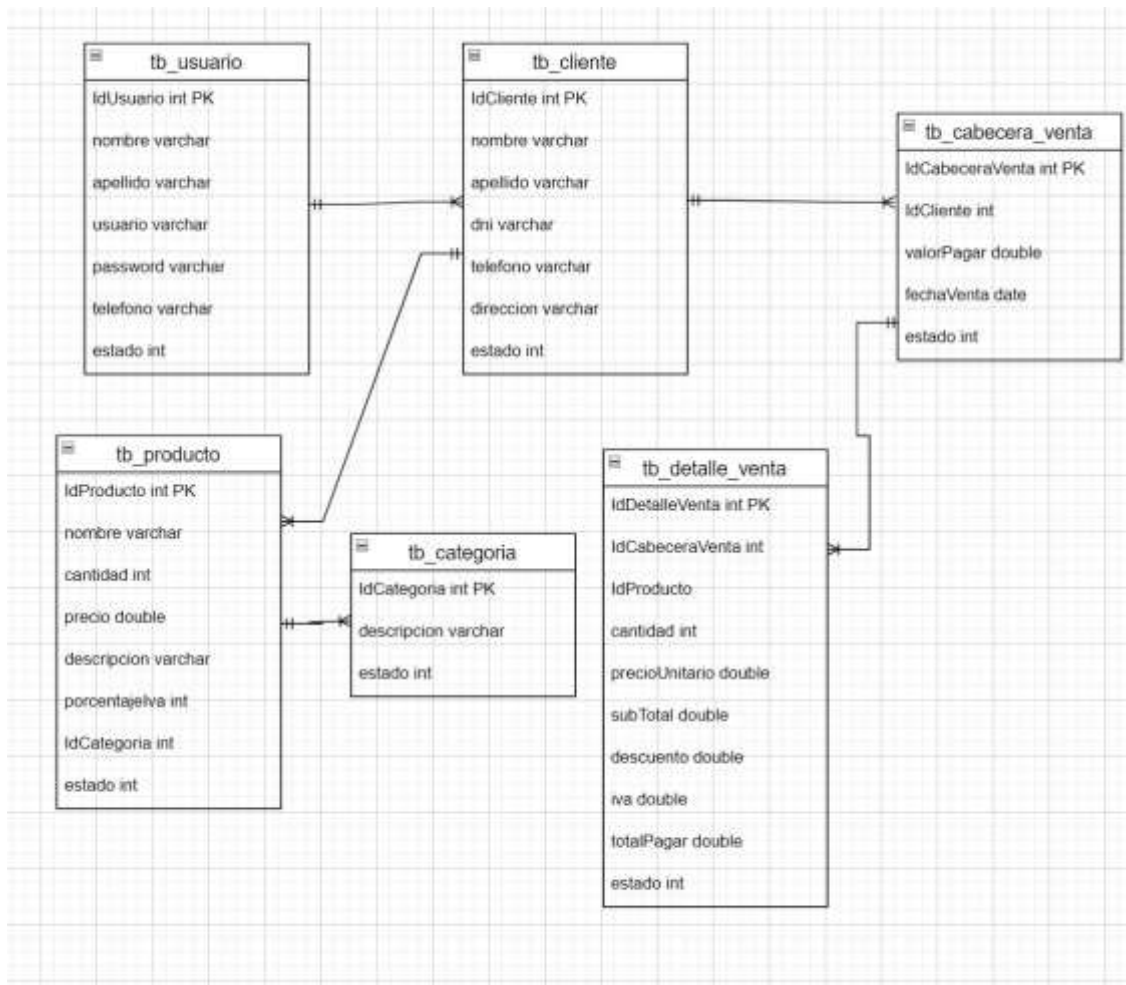 tb_usuario
IdUsuario int PK
nombre varchar
apellido varchar
usuario varchar
password varchar
telefono varchar
estado int
tb_cliente
IdCliente int PK
nombre varchar
apellido varchar
dni varchar
telefono varchar
direccion varchar
estado int
tb_cabecera_venta
IdCabeceraVenta int PK
IdCliente int
valorPagar double
fechaVenta date
estado int
tb_producto
IdProducto int PK
nombre varchar
cantidad int
precio double
descripcion varchar
porcentajeIva int
IdCategoria int
estado int
tb_categoria
IdCategoria int PK
descripcion varchar
estado int
tb_detalle_venta
IdDetalleVenta int PK
IdCabeceraVenta int
IdProducto
cantidad int
precioUnitario double
subTotal double
descuento double
iva double
totalPagar double
estado int